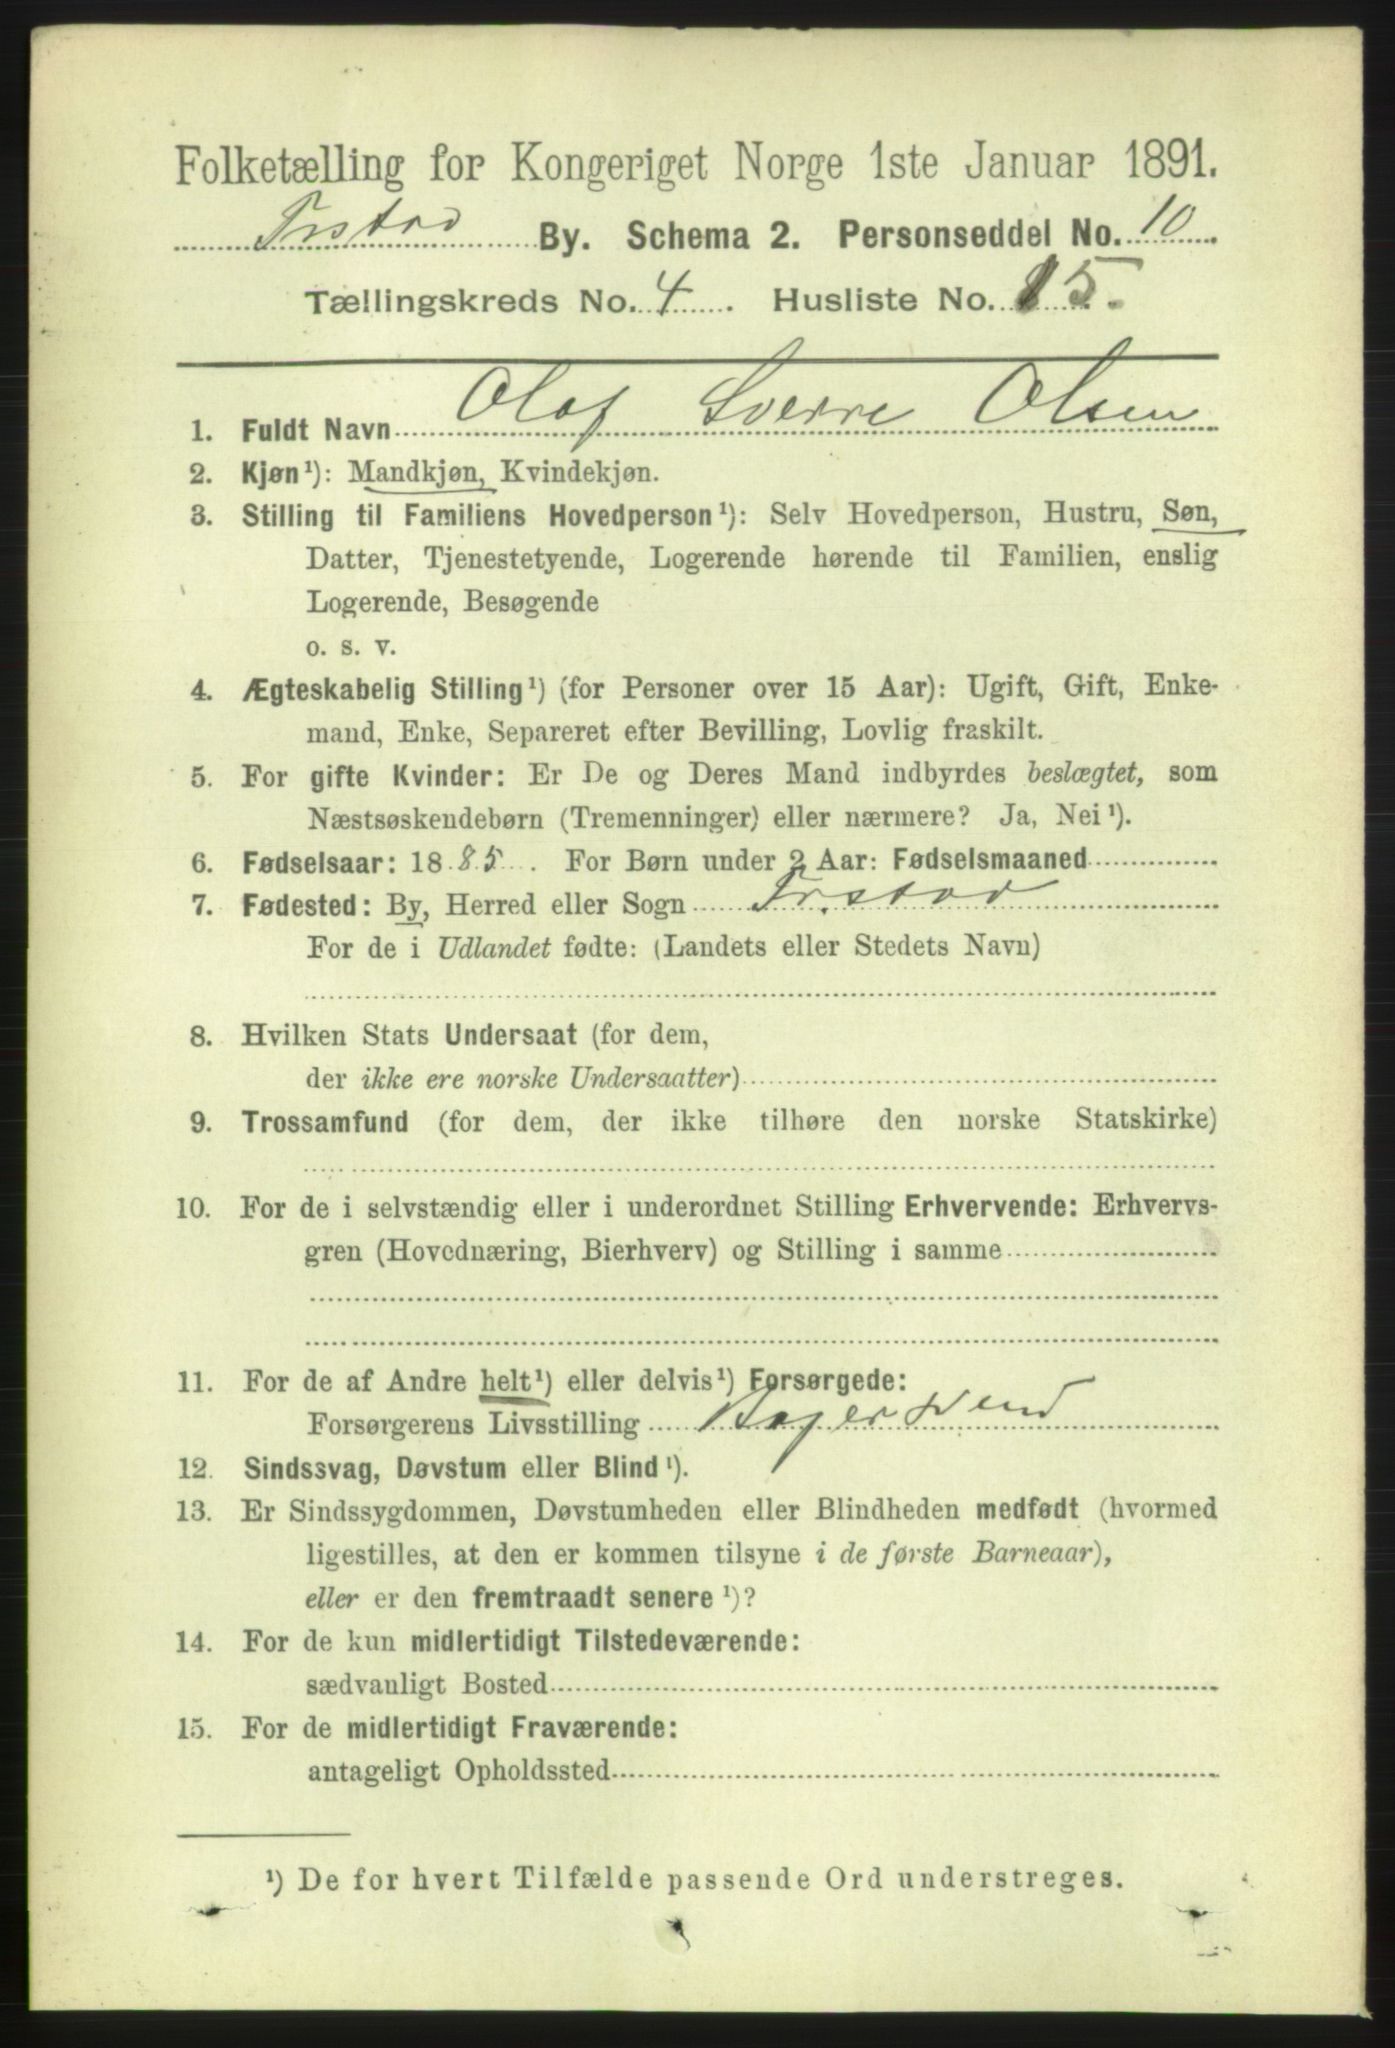 Folketælling for Kongeriget Norge 1ste Januar 1891.
Frstad By. Schema 2. Personseddel No. 10
Tællingskreds No. 4. Husliste No. 15.
1. Fuldt Navn Olaf Sverre Olsen
2. Kjøn¹): Mandkjøn, Kvindekjøn.
3. Stilling til Familiens Hovedperson¹): Selv Hovedperson, Hustru, Søn,
Datter, Tjenestetyende, Logerende hørende til Familien, enslig
Logerende, Besøgende
o. s. v.
4. Ægteskabelig Stilling¹) (for Personer over 15 Aar): Ugift, Gift, Enke-
mand, Enke, Separeret efter Bevilling, Lovlig fraskilt.
5. For gifte Kvinder: Er De og Deres Mand indbyrdes beslægtet, som
Næstsøskendebørn (Tremenninger) eller nærmere? Ja, Nei¹).
6. Fødselsaar: 1885. For Børn under 2 Aar: Fødselsmaaned
7. Fødested: By, Herred eller Sogn Fr.stad
For de i Udlandet fødte: (Landets eller Stedets Navn)
8. Hvilken Stats Undersaat (for dem,
der ikke ere norske Undersaatter)
9. Trossamfund (for dem, der ikke tilhøre den norske Statskirke)
10. For de i selvstændig eller i underordnet Stilling Erhvervende: Erhvervs-
gren (Hovednæring, Bierhverv) og Stilling i samme
11. For de af Andre helt¹) eller delvis¹) Forsørgede:
Forsørgerens Livsstilling Bagersvend
12. Sindssvag, Døvstum eller Blind¹).
13. Er Sindssygdommen, Døvstumheden eller Blindheden medfødt (hvormed
ligestilles, at den er kommen tilsyne i de første Barneaar),
eller er den fremtraadt senere¹)?
14. For de kun midlertidigt Tilstedeværende:
sædvanligt Bosted
15. For de midlertidigt Fraværende:
antageligt Opholdssted
¹) De for hvert Tilfælde passende Ord understreges.